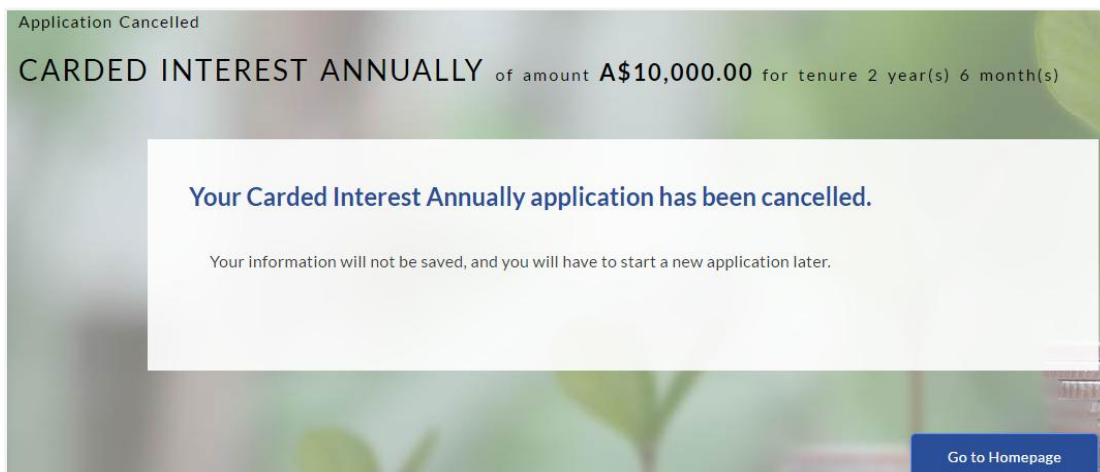 Application Cancelled
CARDED INTEREST ANNUALLY of amount A$10,000.00 for tenure 2 year(s) 6 month(s)
Your Carded Interest Annually application has been cancelled.
Your information will not be saved, and you will have to start a new application later.
Go to Homepage